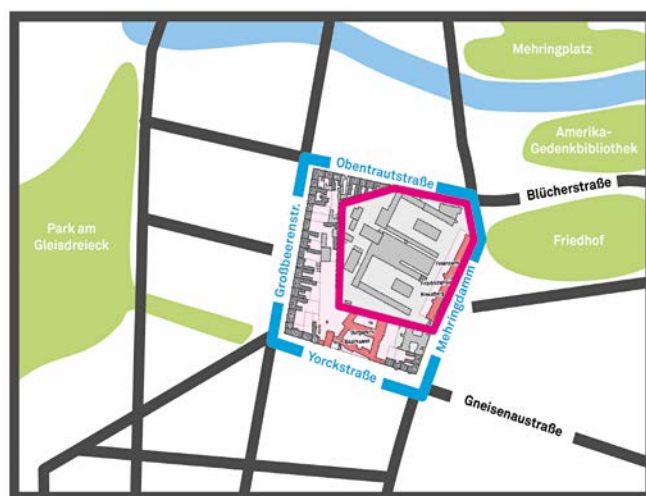 Mehringplatz
Amerika-
Gedenkbibliothek
Obentrautstraße
Blücherstraße
Park am
Gleisdreieck
Großbeerenstr.
Friedhof
Mehringdamm
Yorckstraße
Gneisenaustraße